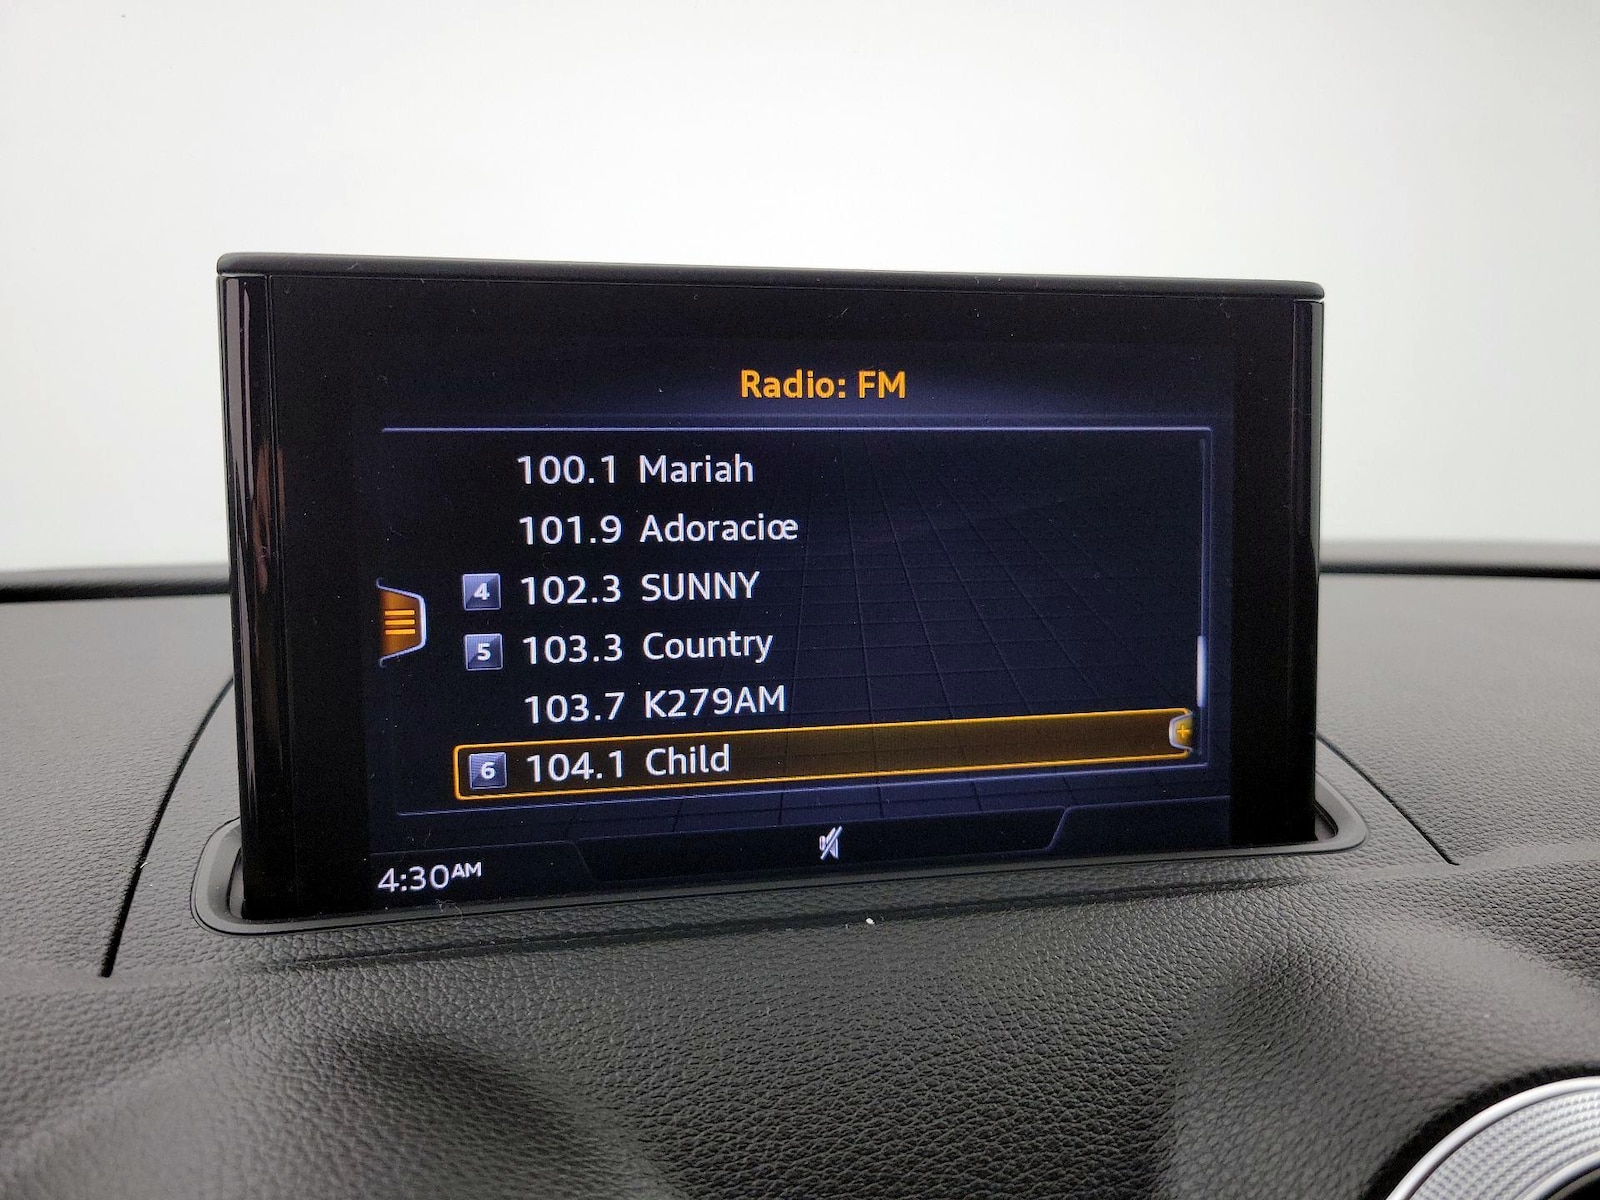 Radio: FM
100.1 Mariah
101.9 Adoraciœ
4 102.3 SUNNY
5 103.3 Country
103.7 K279AM
6 104.1 Child
4:30AM